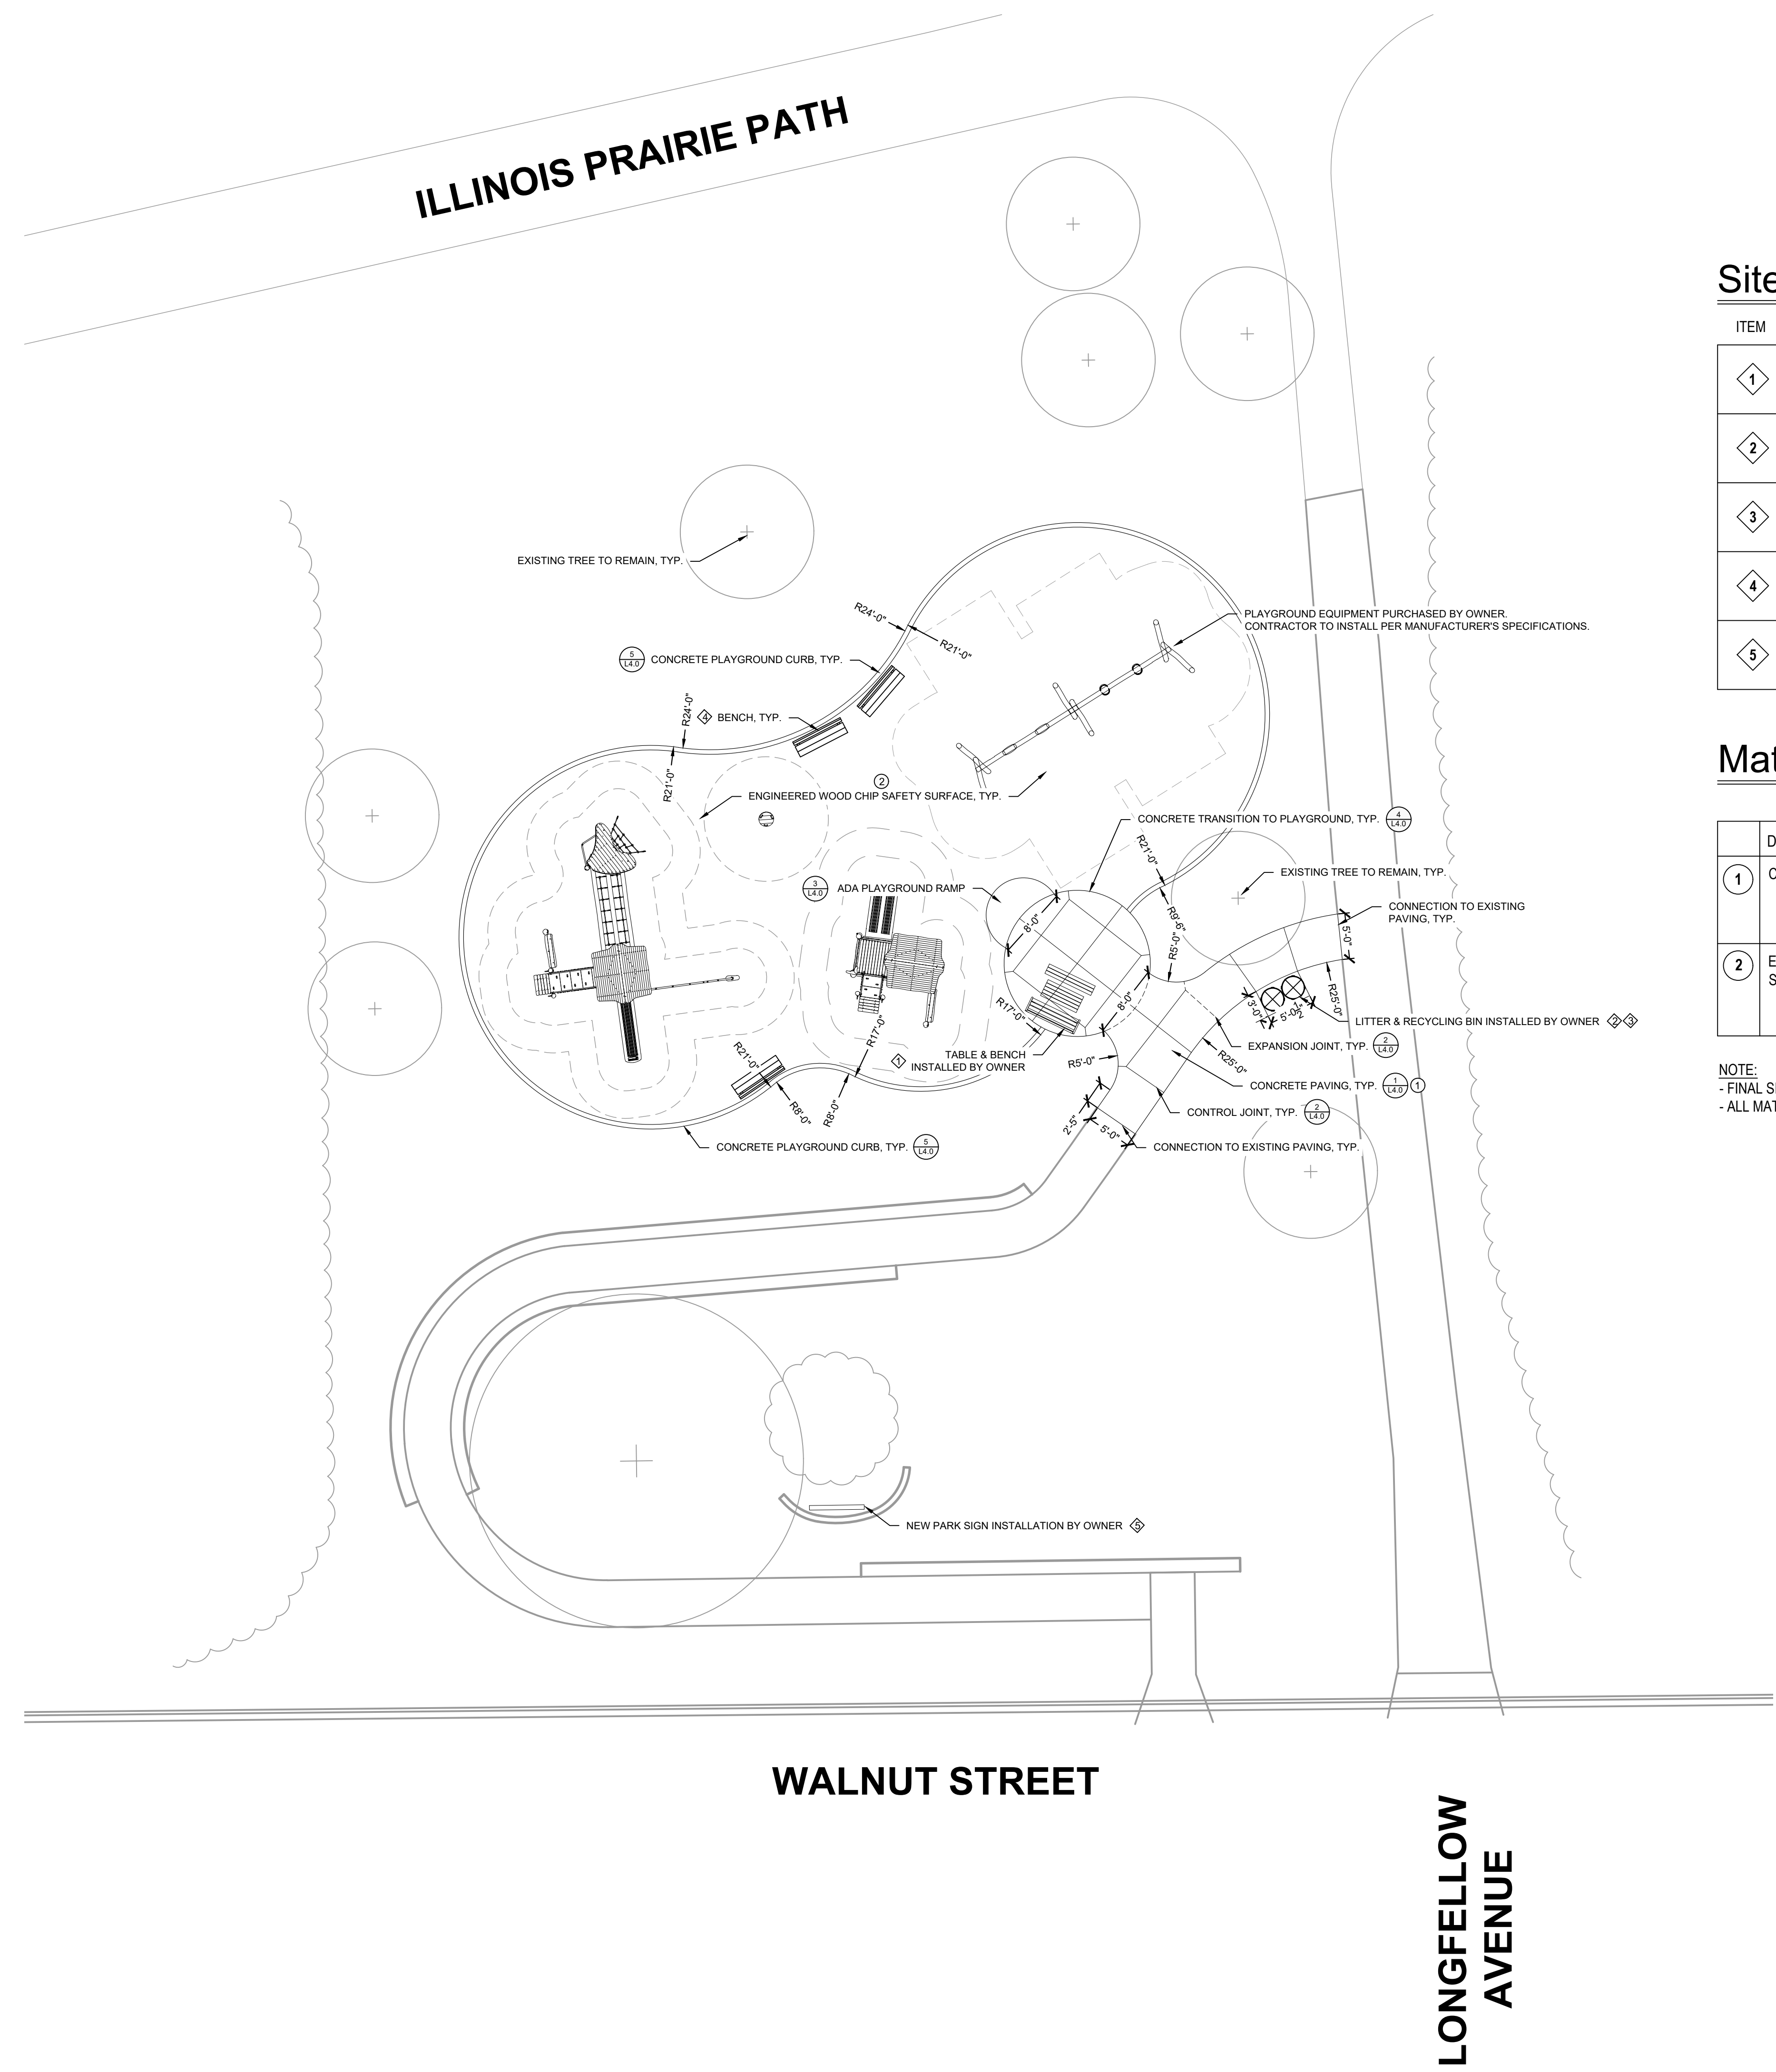 ILLINOIS PRAIRIE PATH
Site
ITEM
1
2
3
4
5
EXISTING TREE TO REMAIN, TYP.
R24'-0"
R21'-0"
PLAYGROUND EQUIPMENT PURCHASED BY OWNER.
CONTRACTOR TO INSTALL PER MANUFACTURER'S SPECIFICATIONS.
5
L4.0
CONCRETE PLAYGROUND CURB, TYP.
R24'-0"
4
BENCH, TYP.
R21'-0"
2
ENGINEERED WOOD CHIP SAFETY SURFACE, TYP.
CONCRETE TRANSITION TO PLAYGROUND, TYP.
4
L4.0
R21'-0"
EXISTING TREE TO REMAIN, TYP.
3
L4.0
ADA PLAYGROUND RAMP
8'-0"
R9'-6"
R5'-0"
CONNECTION TO EXISTING
PAVING, TYP.
5'-0"
R25'-0"
8'-0"
3'-0"
5'-0½"
R17'-0"
LITTER & RECYCLING BIN INSTALLED BY OWNER
2
3
R17'-0"
R21'-0"
1
TABLE & BENCH
INSTALLED BY OWNER
R5'-0"
EXPANSION JOINT, TYP.
2
L4.0
R25'-0"
CONCRETE PAVING, TYP.
1
L4.0
1
R8'-0"
R8'-0"
CONTROL JOINT, TYP.
2
L4.0
2'-5"
5'-0"
CONCRETE PLAYGROUND CURB, TYP.
5
L4.0
CONNECTION TO EXISTING PAVING, TYP.
Mat
D
1
C
2
E
S
NOTE:
- FINAL S
- ALL MAT
NEW PARK SIGN INSTALLATION BY OWNER
5
WALNUT STREET
LONGFELLOW
AVENUE